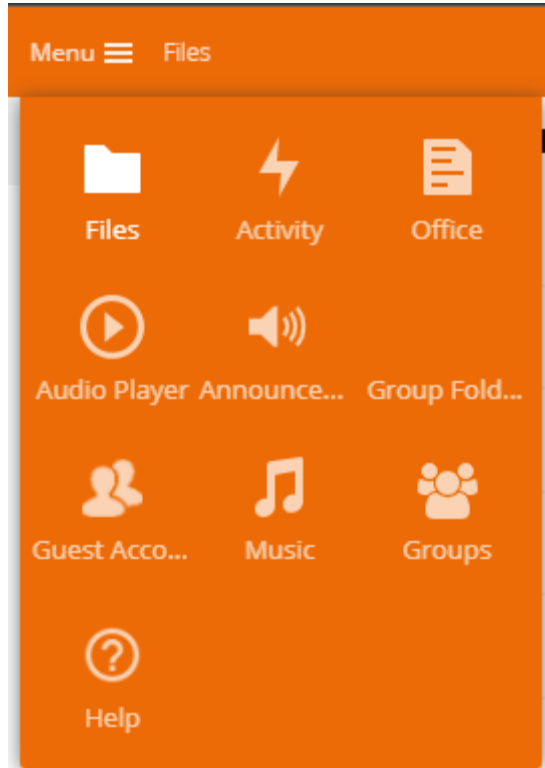 Menu Files
Files Activity Office
Audio Player Announce... Group Fold...
Guest Acco... Music Groups
Help